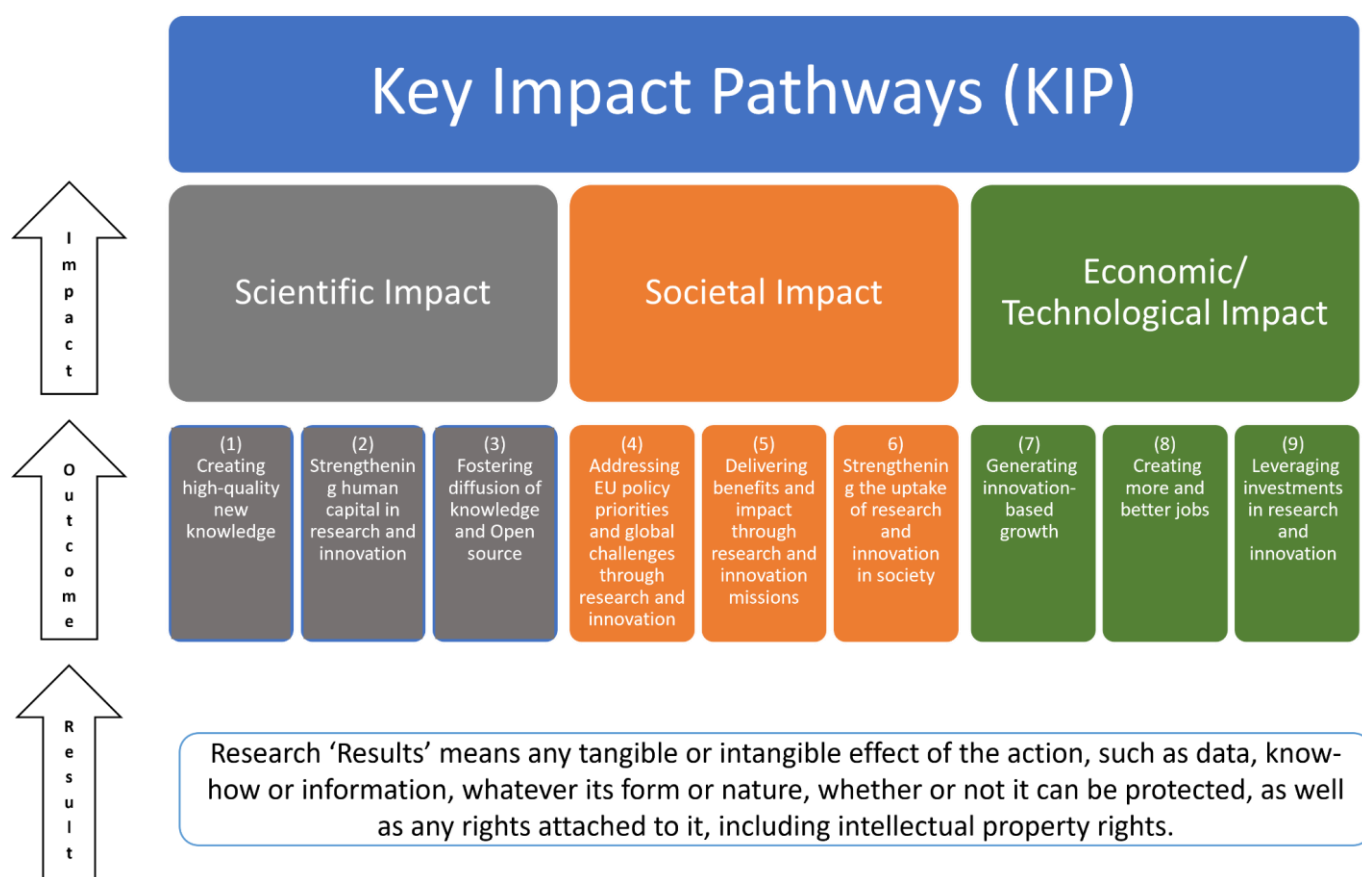 Key Impact Pathways (KIP)
Impact
Scientific Impact
Societal Impact
Economic/
Technological Impact
Outcome
(1)
Creating
high-quality
new
knowledge
(2)
Strengthenin
g human
capital in
research and
innovation
(3)
Fostering
diffusion of
knowledge
and Open
source
(4)
Addressing
EU policy
priorities
and global
challenges
through
research and
innovation
(5)
Delivering
benefits and
impact
through
research and
innovation
missions
6)
Strengthenin
g the uptake
of research
and
innovation
in society
(7)
Generating
innovation-
based
growth
(8)
Creating
more and
better jobs
(9)
Leveraging
investments
in research
and
innovation
Result
Research ‘Results’ means any tangible or intangible effect of the action, such as data, know-
how or information, whatever its form or nature, whether or not it can be protected, as well
as any rights attached to it, including intellectual property rights.